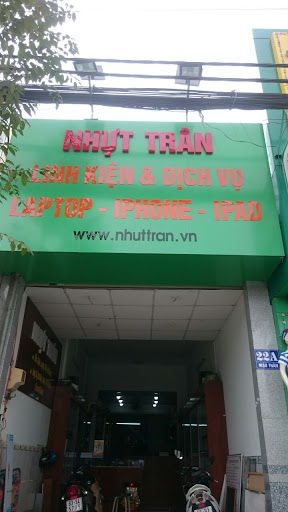 NHỰT TRÂN
LINH KIỆN & DỊCH VỤ
LAPTOP - IPHONE - IPAD
www.nhuttran.vn
22A